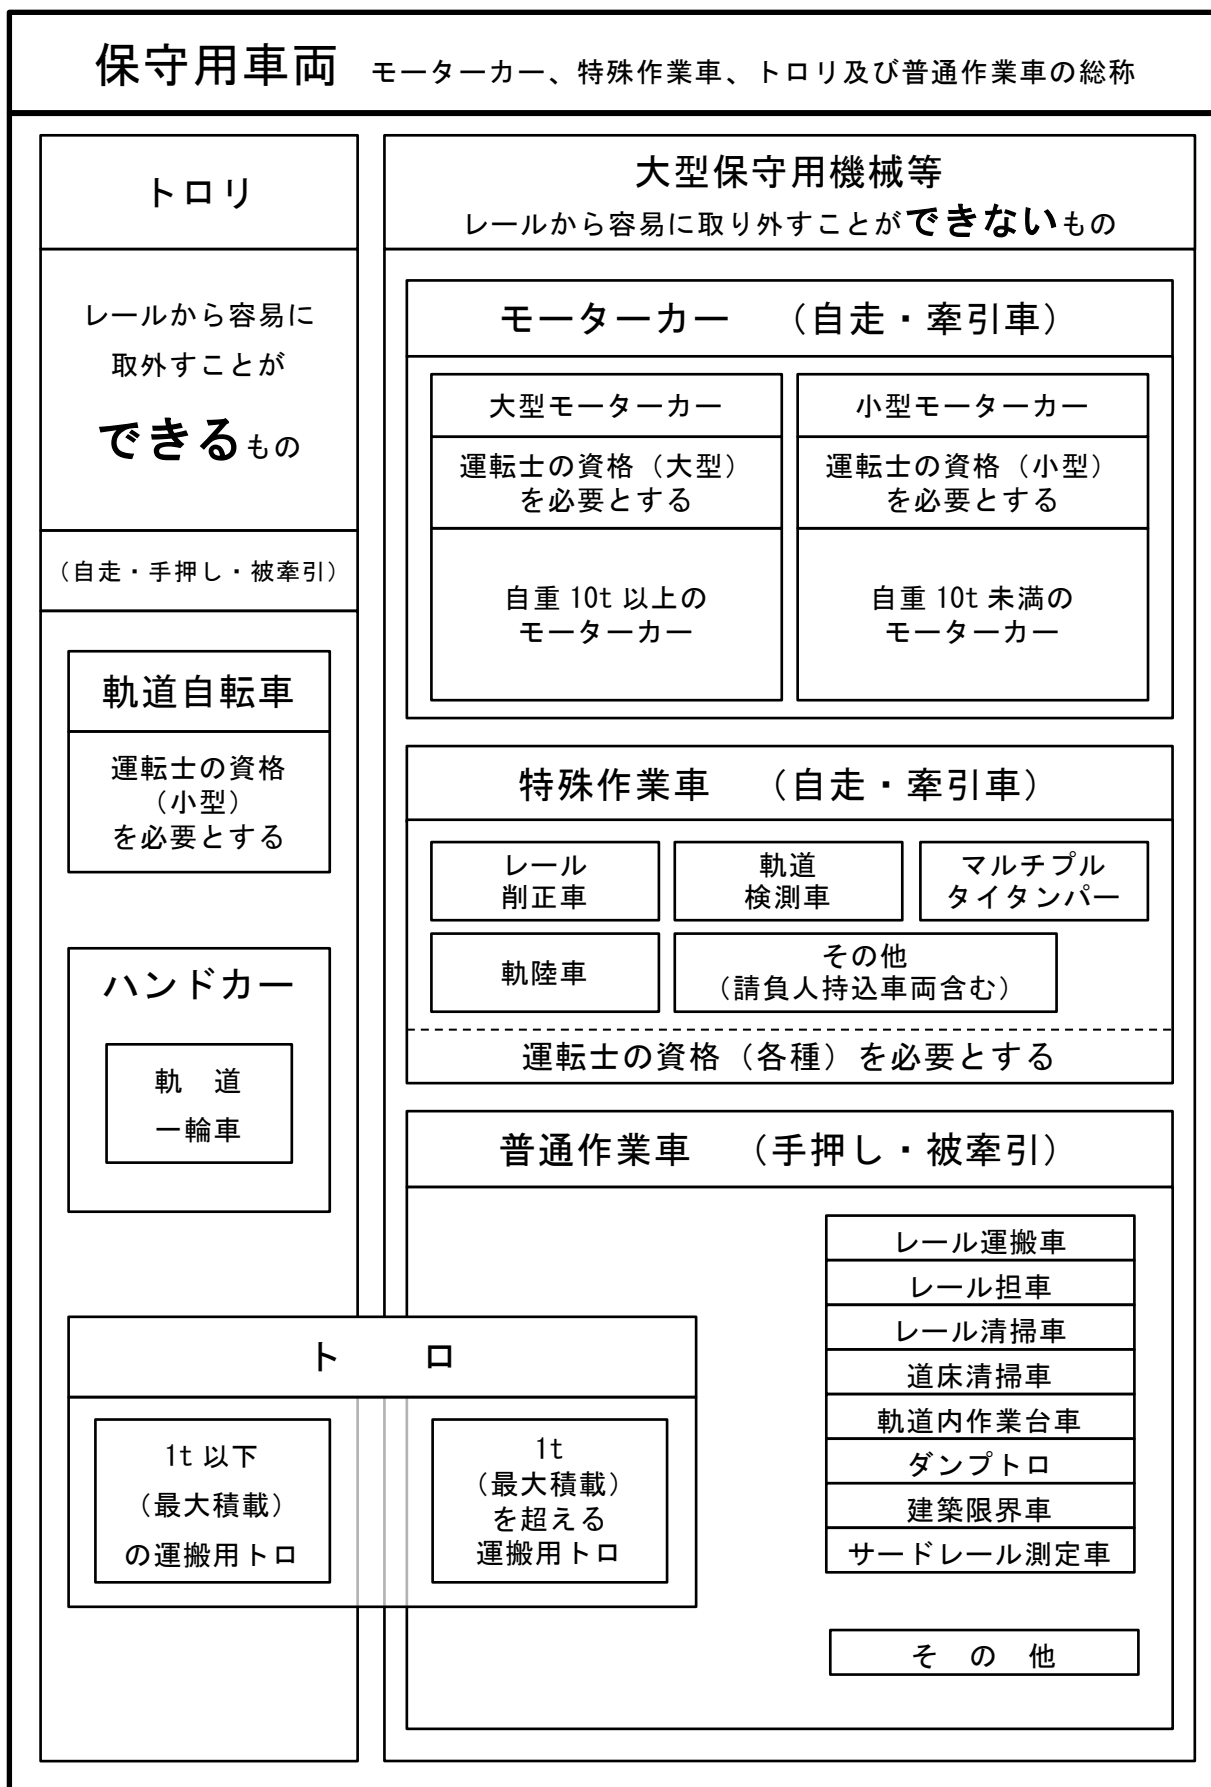 保守用車両 モーターカー、特殊作業車、トロリ及び普通作業車の総称
トロリ
レールから容易に
取外すことが
できるもの
（自走・手押し・被牽引）
軌道自転車
運転士の資格
（小型）
を必要とする
ハンドカー
軌　道
一輪車
大型保守用機械等
レールから容易に取り外すことができないもの
モーターカー　（自走・牽引車）
大型モーターカー
運転士の資格（大型）
を必要とする
自重 10t 以上の
モーターカー
小型モーターカー
運転士の資格（小型）
を必要とする
自重 10t 未満の
モーターカー
特殊作業車　（自走・牽引車）
レール
削正車
軌道
検測車
マルチプル
タイタンパー
軌陸車
その他
（請負人持込車両含む）
運転士の資格（各種）を必要とする
普通作業車　（手押し・被牽引）
ト　　ロ
1t 以下
（最大積載）
の運搬用トロ
1t
（最大積載）
を超える
運搬用トロ
レール運搬車
レール担車
レール清掃車
道床清掃車
軌道内作業台車
ダンプトロ
建築限界車
サードレール測定車
そ　の　他